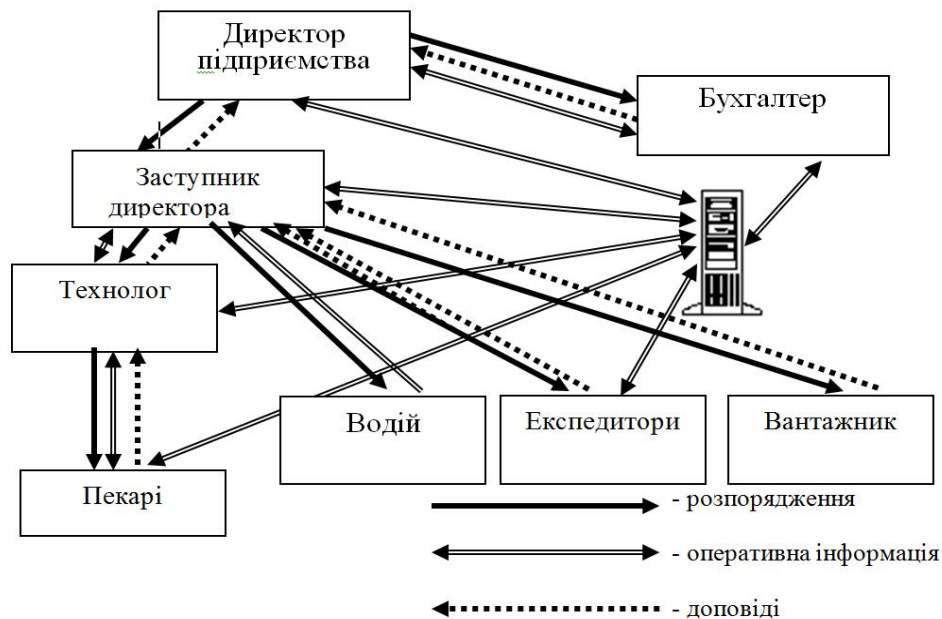 Директор
підприємства
Бухгалтер
Заступник
директора
Технолог
Водій
Експедитори
Вантажник
Пекарі
- розпорядження
- оперативна інформація
- доповіді